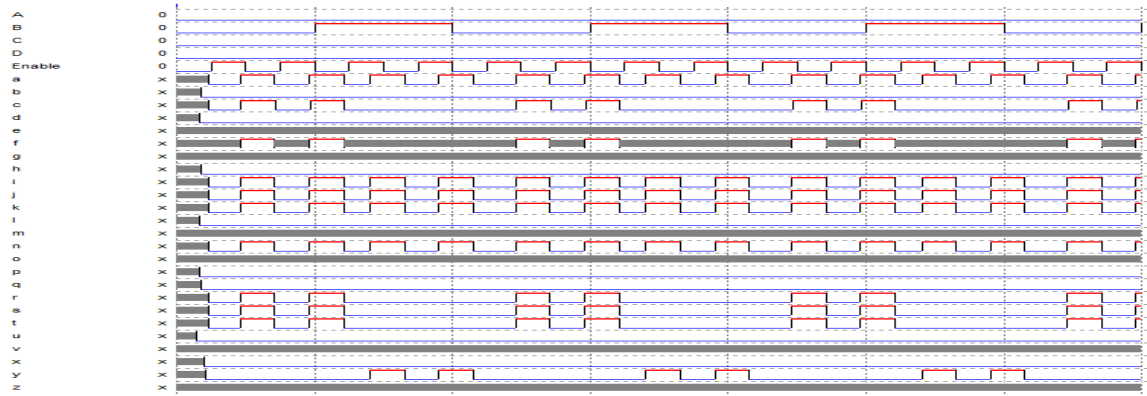 A 0
B 0
C 0
D 0
Enable 0
a x
b x
c x
d x
e x
f x
g x
h x
i x
j x
k x
l x
m x
n x
o x
p x
q x
r x
s x
t x
u x
v x
x x
y x
z x